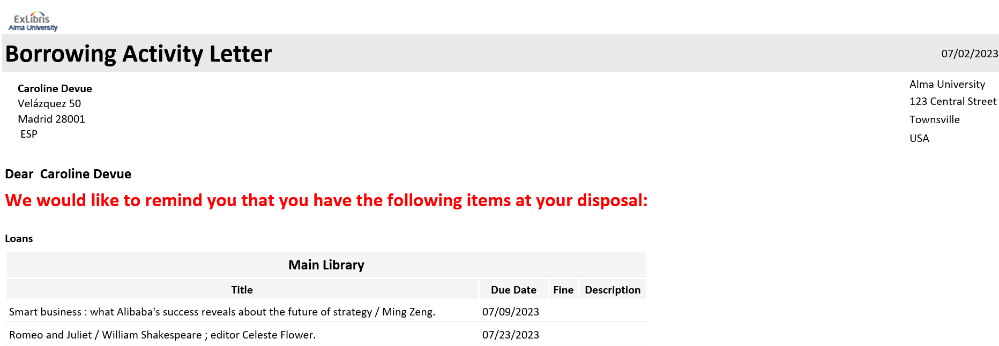 ExLibris
Alma University
Borrowing Activity Letter 07/02/2023
Caroline Devue
Velázquez 50
Madrid 28001
ESP
Alma University
123 Central Street
Townsville
USA
Dear  Caroline Devue
We would like to remind you that you have the following items at your disposal:
Loans
Main Library
Title Due Date Fine Description
Smart business : what Alibaba's success reveals about the future of strategy / Ming Zeng. 07/09/2023
Romeo and Juliet / William Shakespeare ; editor Celeste Flower. 07/23/2023